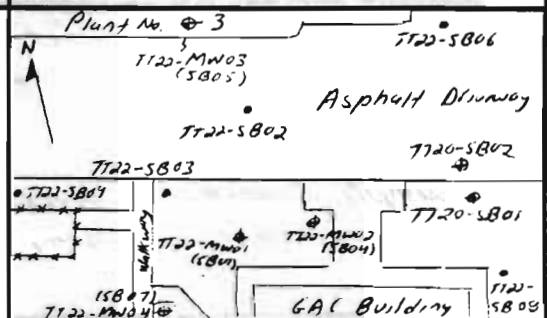 Plant No. 3
N
TT22-SB06
TT22-MW03
(SB05)
Asphalt Driveway
TT22-SB02
TT22-SB03
TT20-SB02
TT22-SB04
TT20-SB01
Walkway
TT22-MW01
(SB01)
TT22-MW02
(SB04)
(SB07)
TT22-MW04
GAC Building
TT22-
SB08